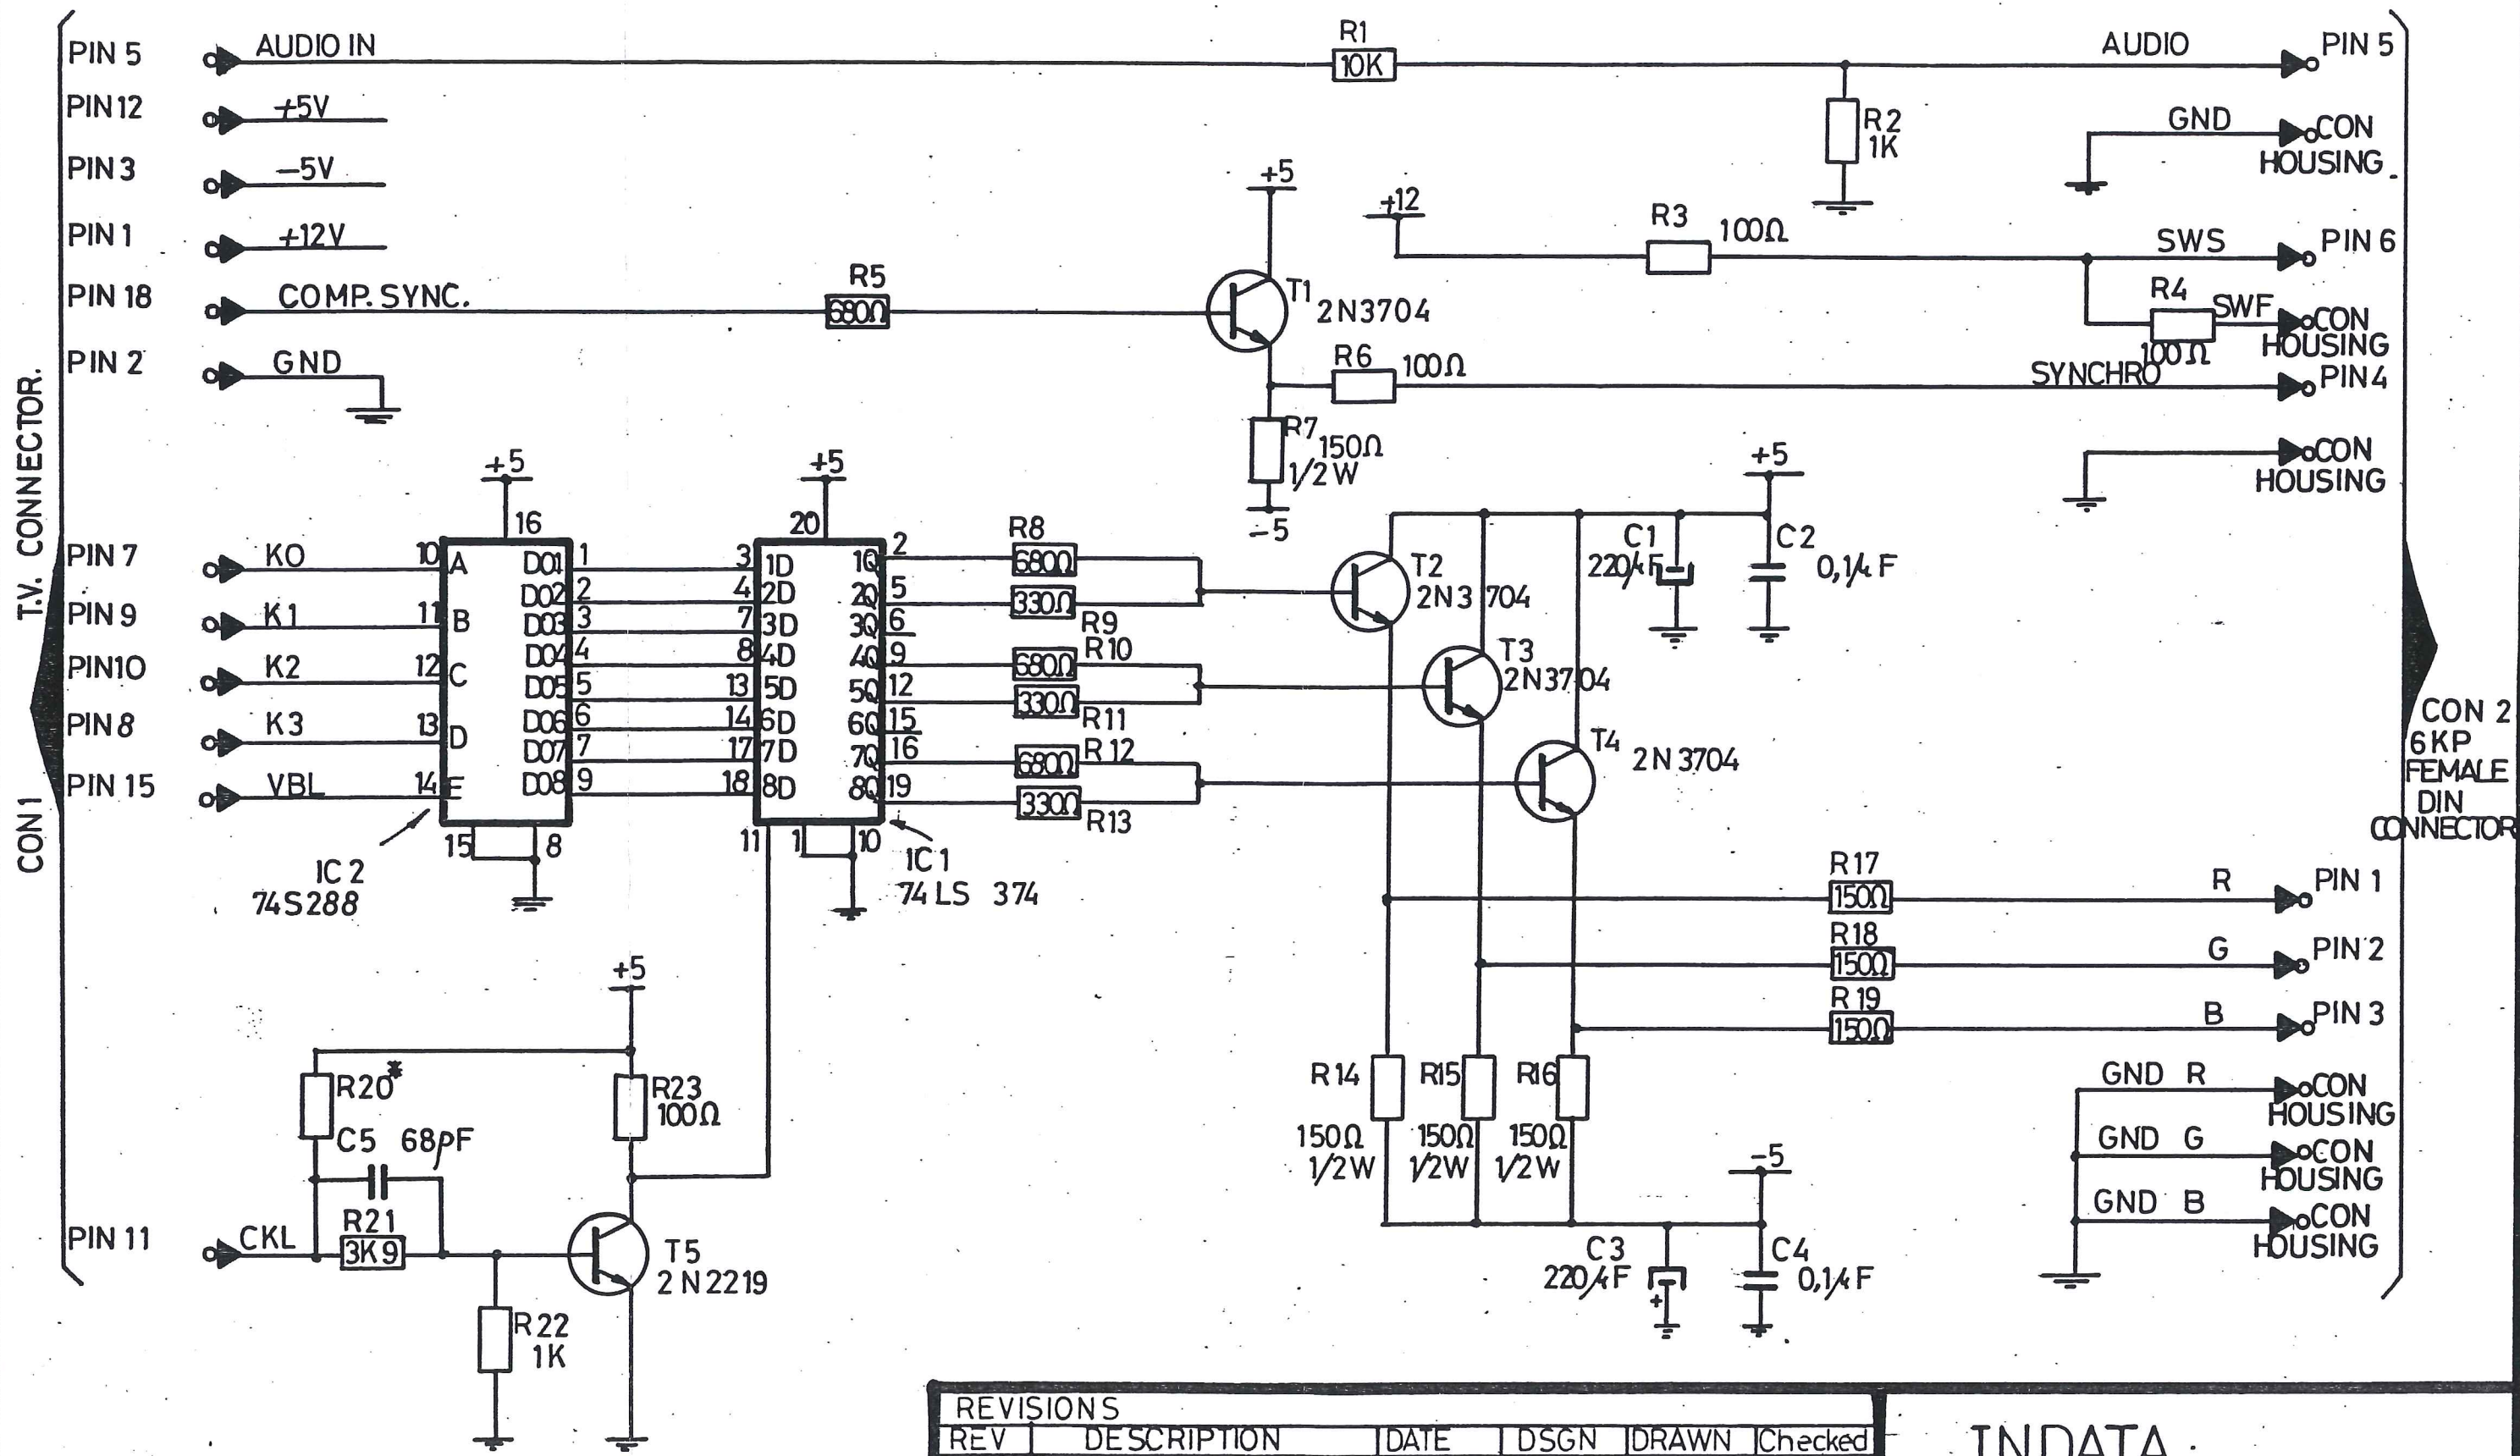 PIN 5 AUDIO IN R1 10K AUDIO PIN 5
PIN 12 +5V
R2 1K GND CON HOUSING
PIN 3 -5V
+5
+12
PIN 1 +12V
R3 100Ω SWS PIN 6
PIN 18 COMP. SYNC. R5 680Ω T1 2N3704
R4 100Ω SWF CON HOUSING
PIN 2 GND
R6 100Ω SYNCHRO PIN 4
R7 150Ω 1/2W
-5
CON HOUSING
T.V. CONNECTOR.
CON 1
+5
16
+5
20
PIN 7 K0 10 A
PIN 9 K1 11 B
PIN 10 K2 12 C
PIN 8 K3 13 D
PIN 15 VBL 14 E
D01 1 3 1D
D02 2 4 2D
D03 3 7 3D
D04 4 8 4D
D05 5 13 5D
D06 6 14 6D
D07 7 17 7D
D08 9 18 8D
15 8
IC 2
74S288
1Q 2 R8 680Ω
2Q 5 330Ω R9
3Q 6
4Q 9 680Ω R10
5Q 12 330Ω R11
6Q 15
7Q 16 680Ω R12
8Q 19 330Ω R13
11 1 10
IC 1
74LS 374
+5
C1 220µF
C2 0,1µF
T2 2N3704
T3 2N3704
T4 2N3704
CON 2
6KP
FEMALE
DIN
CONNECTOR
R17 150Ω R PIN 1
R18 150Ω G PIN 2
R19 150Ω B PIN 3
R14 150Ω 1/2W
R15 150Ω 1/2W
R16 150Ω 1/2W
-5
C3 220µF +
C4 0,1µF
GND R CON HOUSING
GND G CON HOUSING
GND B CON HOUSING
+5
R20*
R23 100Ω
C5 68pF
PIN 11 CKL R21 3K9
T5 2N2219
R22 1K
REVISIONS
REV DESCRIPTION DATE DSGN DRAWN Checked
INDATA